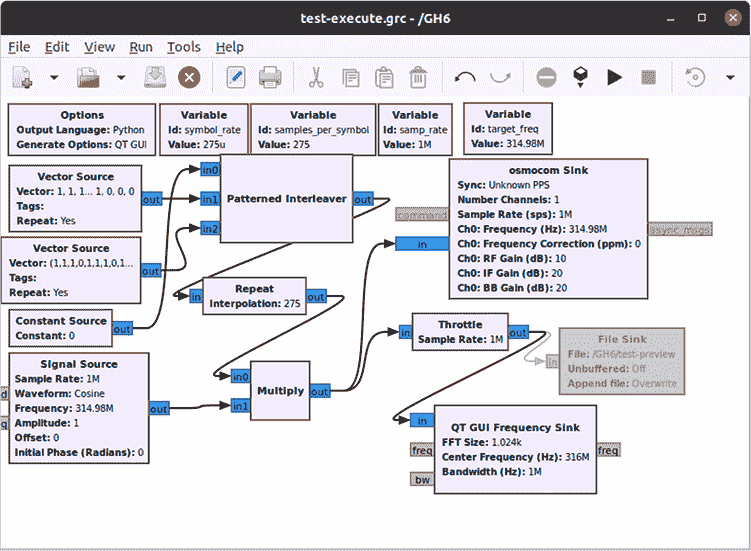 test-execute.grc - /GH6
File Edit View Run Tools Help
Options
Output Language: Python
Generate Options: QT GUI
Variable
Id: symbol_rate
Value: 275u
Variable
Id: samples_per_symbol
Value: 275
Variable
Id: samp_rate
Value: 1M
Variable
Id: target_freq
Value: 314.98M
Vector Source
Vector: 1, 1, 1... 1, 0, 0, 0
Tags:
Repeat: Yes
out
in0
in1
in2
Patterned Interleaver
out
osmocom Sink
Sync: Unknown PPS
Number Channels: 1
Sample Rate (sps): 1M
Ch0: Frequency (Hz): 314.98M
Ch0: Frequency Correction (ppm): 0
Ch0: RF Gain (dB): 10
Ch0: IF Gain (dB): 20
Ch0: BB Gain (dB): 20
command
in
async_msgs
Vector Source
Vector: (1,1,1,0,1,1,1,0,1...
Tags:
Repeat: Yes
out
in
Repeat
Interpolation: 275
out
Constant Source
Constant: 0
out
Signal Source
Sample Rate: 1M
Waveform: Cosine
Frequency: 314.98M
Amplitude: 1
Offset: 0
Initial Phase (Radians): 0
out
in0
in1
Multiply
out
in
Throttle
Sample Rate: 1M
out
in
File Sink
File: /GH6/test-preview
Unbuffered: Off
Append file: Overwrite
in
freq
bw
QT GUI Frequency Sink
FFT Size: 1.024k
Center Frequency (Hz): 316M
Bandwidth (Hz): 1M
freq